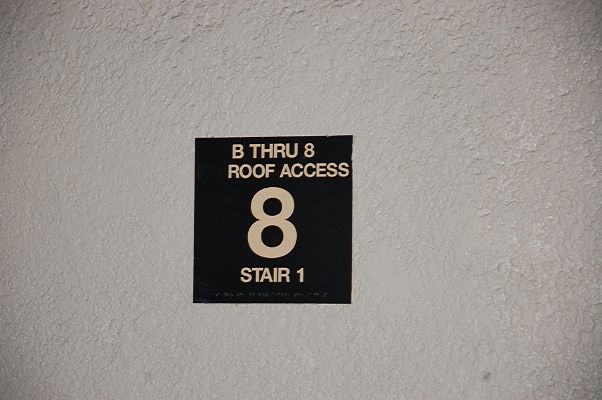 B THRU 8
ROOF ACCESS
8
STAIR 1